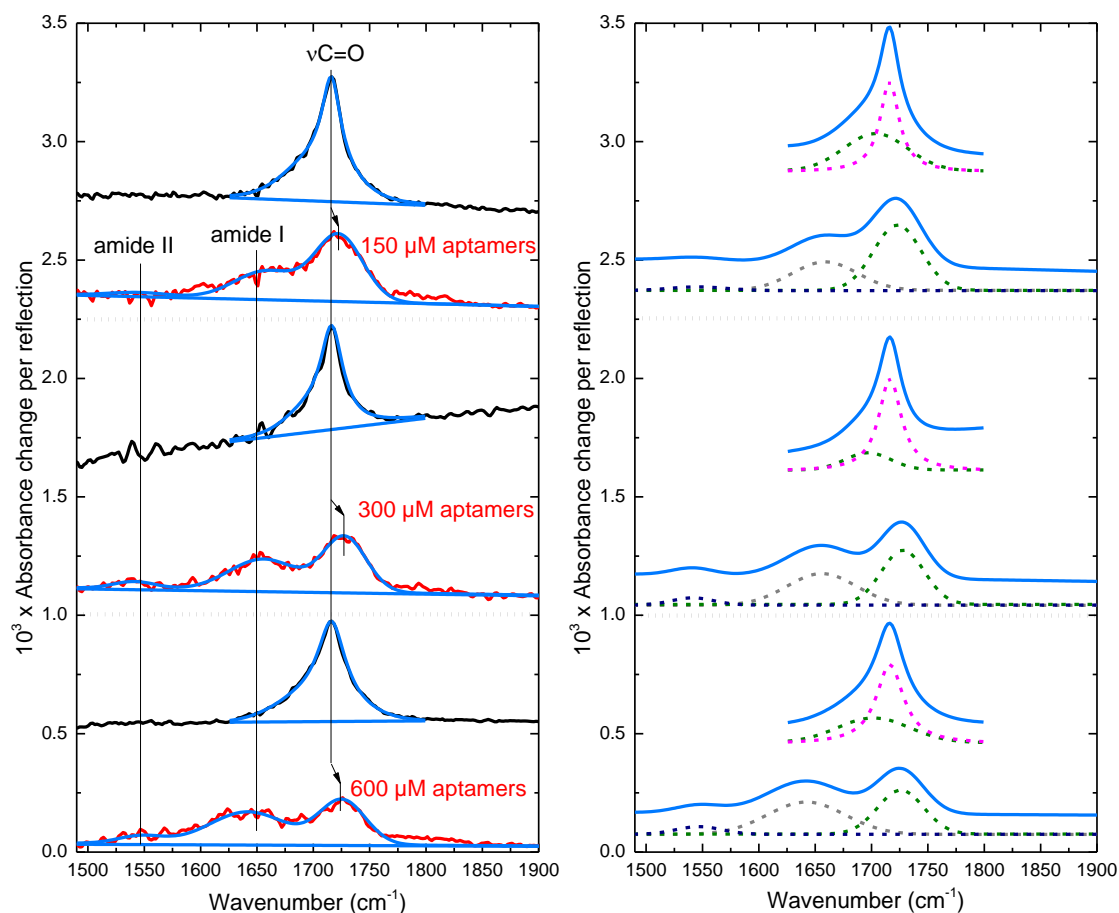 3.5
3.0
2.5
2.0
1.5
1.0
0.5
0.0
10³ x Absorbance change per reflection
νC=O
amide II
amide I
150 µM aptamers
300 µM aptamers
600 µM aptamers
1500 1550 1600 1650 1700 1750 1800 1850 1900
Wavenumber (cm⁻¹)
3.5
3.0
2.5
2.0
1.5
1.0
0.5
0.0
10³ x Absorbance change per reflection
1500 1550 1600 1650 1700 1750 1800 1850 1900
Wavenumber (cm⁻¹)